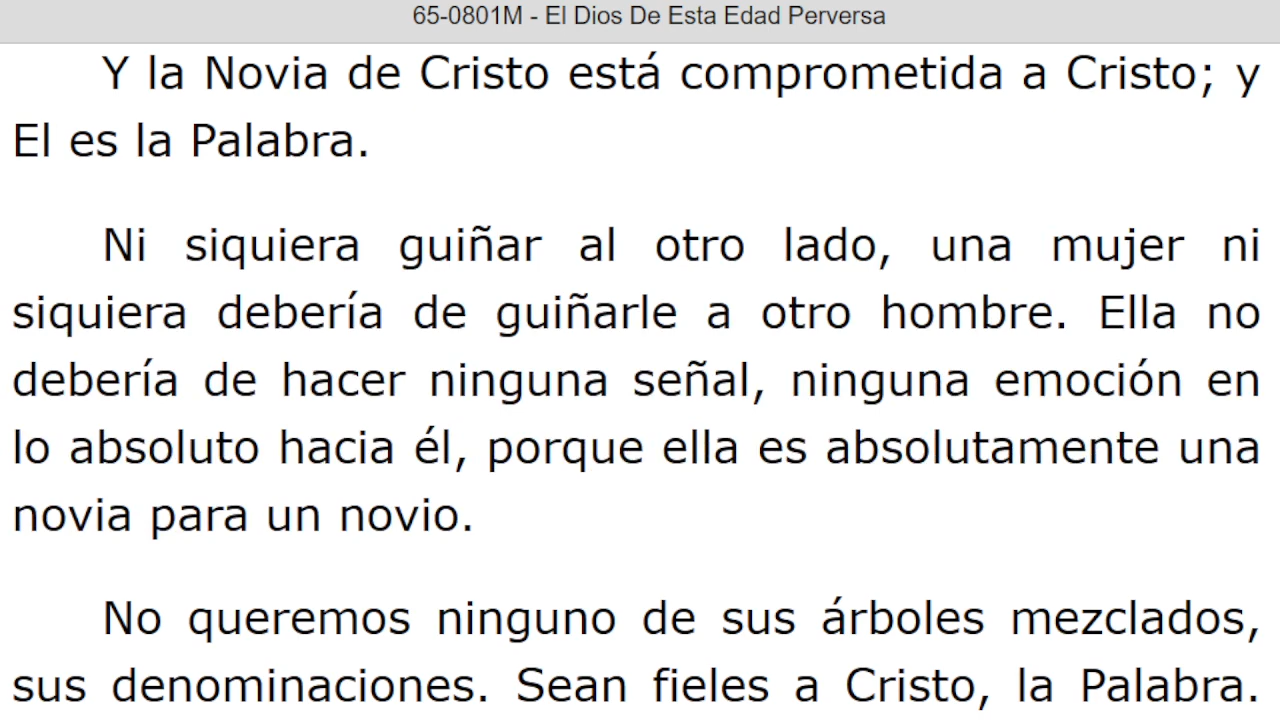 65-0801M - El Dios De Esta Edad Perversa
Y la Novia de Cristo está comprometida a Cristo; y
El es la Palabra.
Ni siquiera guiñar al otro lado, una mujer ni
siquiera debería de guiñarle a otro hombre. Ella no
debería de hacer ninguna señal, ninguna emoción en
lo absoluto hacia él, porque ella es absolutamente una
novia para un novio.
No queremos ninguno de sus árboles mezclados,
sus denominaciones. Sean fieles a Cristo, la Palabra.